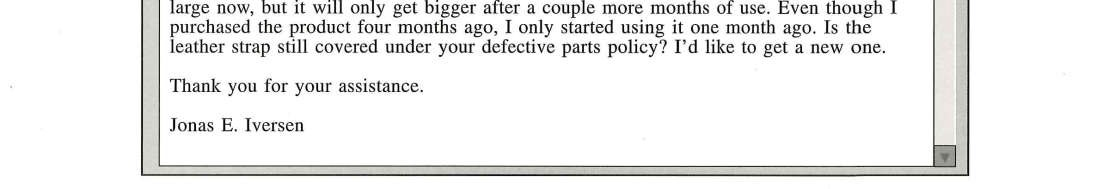 large now, but it will only get bigger after a couple more months of use. Even though I
purchased the product four months ago, I only started using it one month ago. Is the
leather strap still covered under your defective parts policy? I'd like to get a new one.
Thank you for your assistance.
Jonas E. Iversen